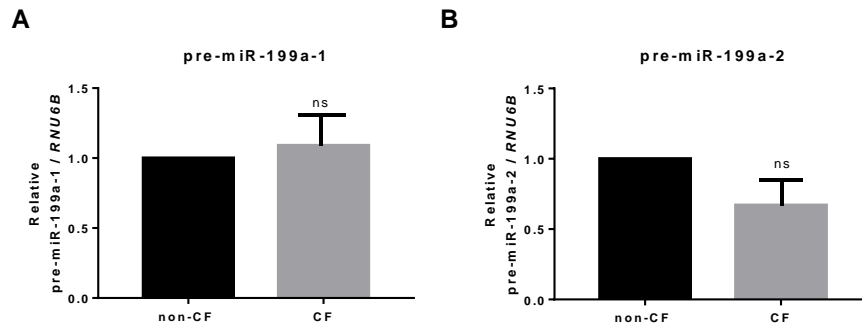 A
pre-miR-199a-1
Relative
pre-miR-199a-1 / RNU6B
1.5
1.0
0.5
0.0
ns
non-CF
CF
B
pre-miR-199a-2
Relative
pre-miR-199a-2 / RNU6B
1.5
1.0
0.5
0.0
ns
non-CF
CF